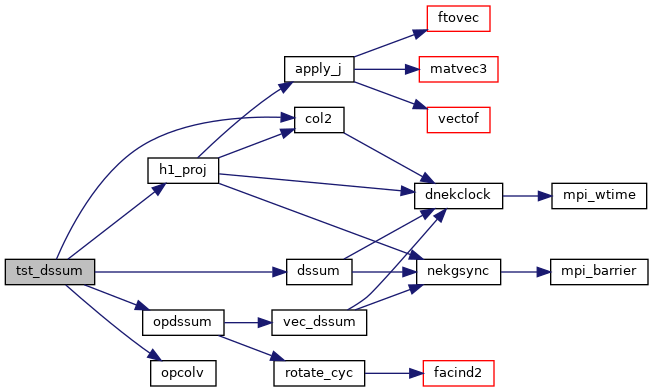 ftovec
apply_j
matvec3
col2
vectof
h1_proj
dnekclock
mpi_wtime
tst_dssum
dssum
nekgsync
mpi_barrier
opdssum
vec_dssum
opcolv
rotate_cyc
facind2